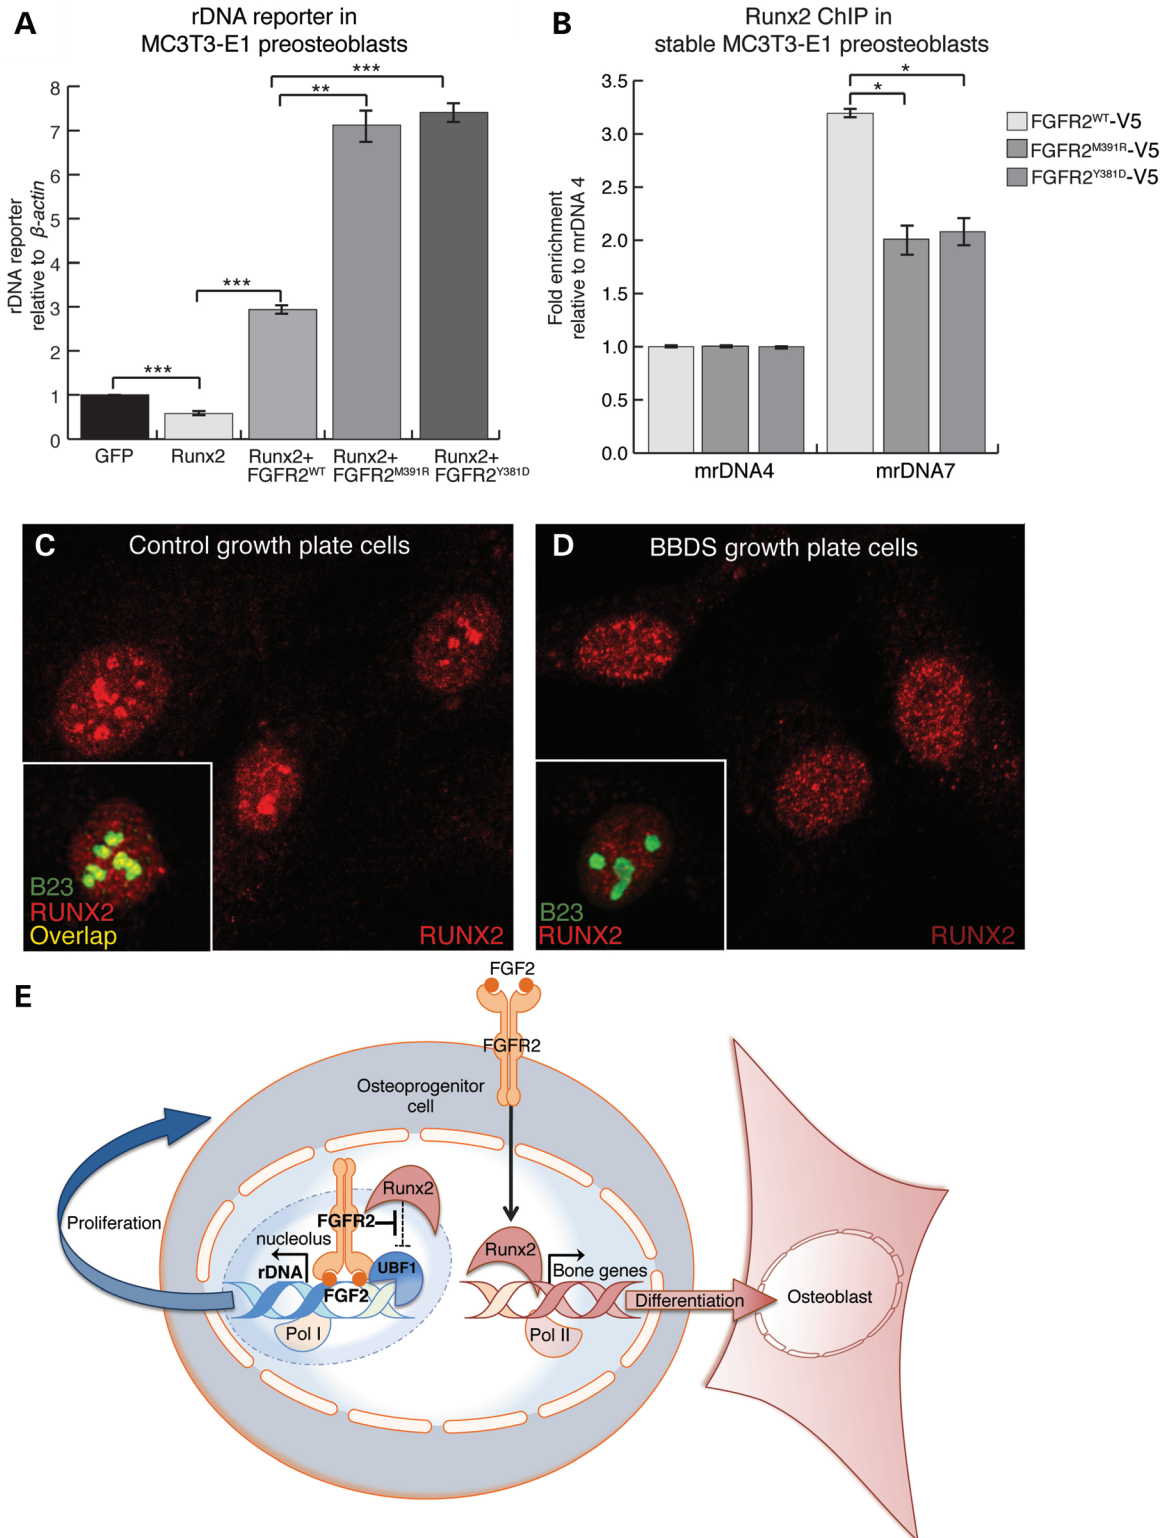 A
rDNA reporter in
MC3T3-E1 preosteoblasts
rDNA reporter
relative to β-actin
8
7
6
5
4
3
2
1
0
***
***
***
**
GFP
Runx2
Runx2+
FGFR2WT
Runx2+
FGFR2M391R
Runx2+
FGFR2Y381D
B
Runx2 ChIP in
stable MC3T3-E1 preosteoblasts
Fold enrichment
relative to mrDNA 4
3.5
3.0
2.5
2.0
1.5
1.0
0.5
0.0
*
*
mrDNA4
mrDNA7
FGFR2WT-V5
FGFR2M391R-V5
FGFR2Y381D-V5
C
Control growth plate cells
B23
RUNX2
Overlap
RUNX2
D
BBDS growth plate cells
B23
RUNX2
RUNX2
E
FGF2
FGFR2
Osteoprogenitor
cell
Proliferation
Runx2
FGFR2
nucleolus
rDNA
UBF1
FGF2
Pol I
Runx2
Bone genes
Pol II
Differentiation
Osteoblast